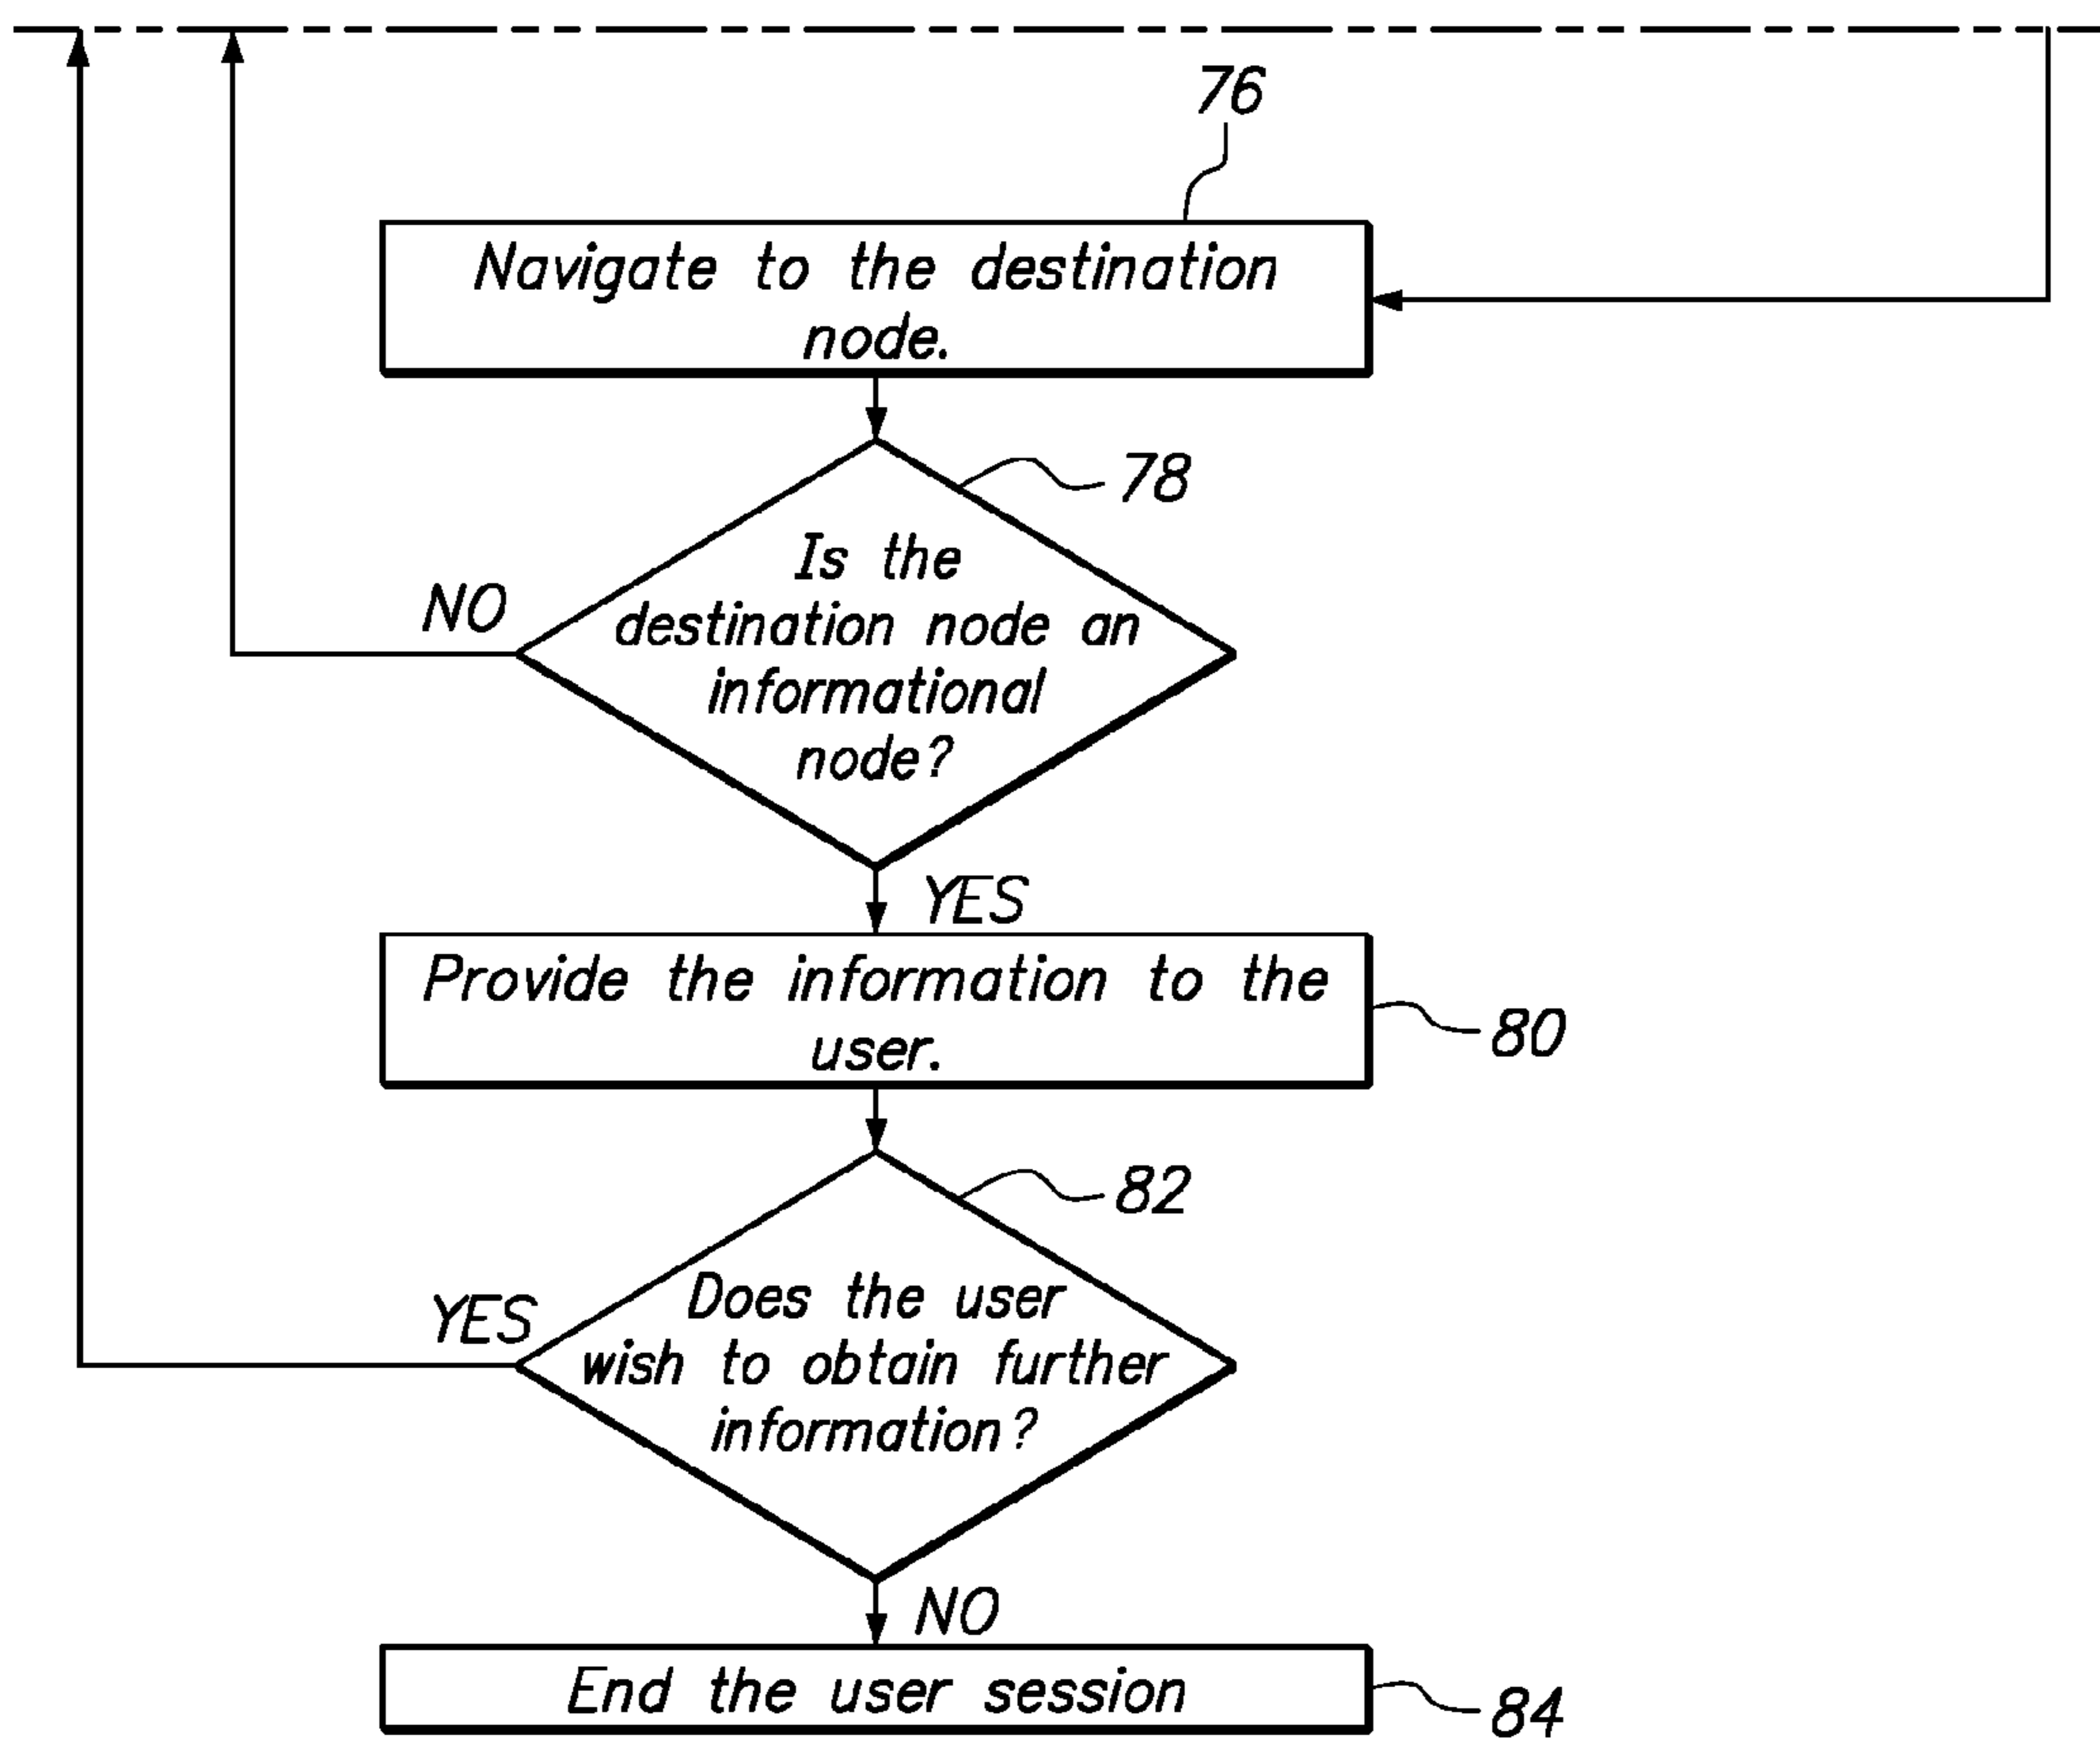 76
Navigate to the destination
node.
78
Is the
destination node an
informational
node?
NO
YES
Provide the information to the
user.
80
82
Does the user
wish to obtain further
information?
YES
NO
End the user session
84